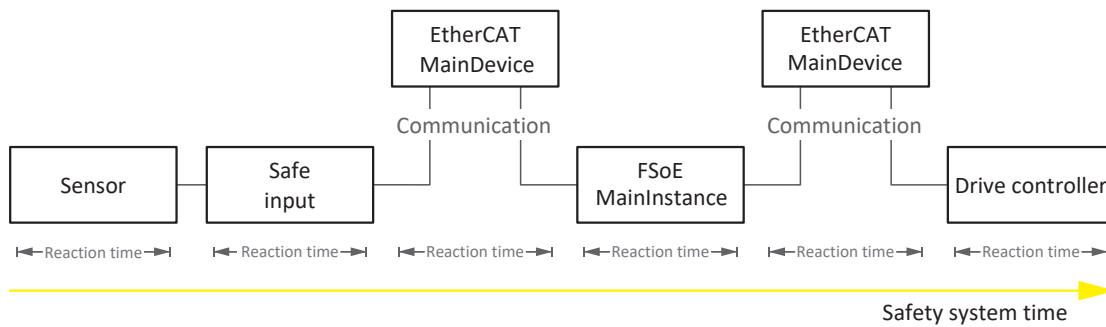 EtherCAT
MainDevice
EtherCAT
MainDevice
Communication
Communication
Sensor
Safe
input
FSoE
MainInstance
Drive controller
Reaction time
Reaction time
Reaction time
Reaction time
Reaction time
Reaction time
Safety system time